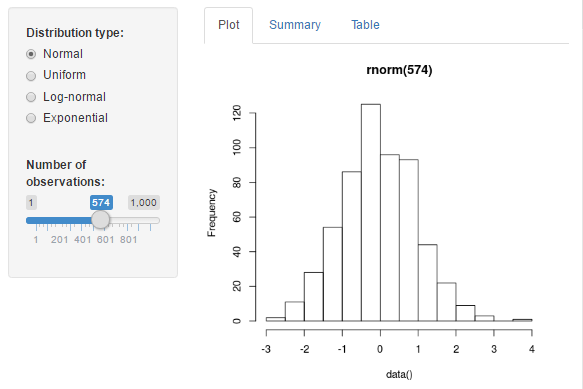 Distribution type:
Normal
Uniform
Log-normal
Exponential
Number of
observations:
1 574 1,000
1 201 401 601 801
Plot Summary Table
rnorm(574)
Frequency
120
100
80
60
40
20
0
-3 -2 -1 0 1 2 3 4
data()